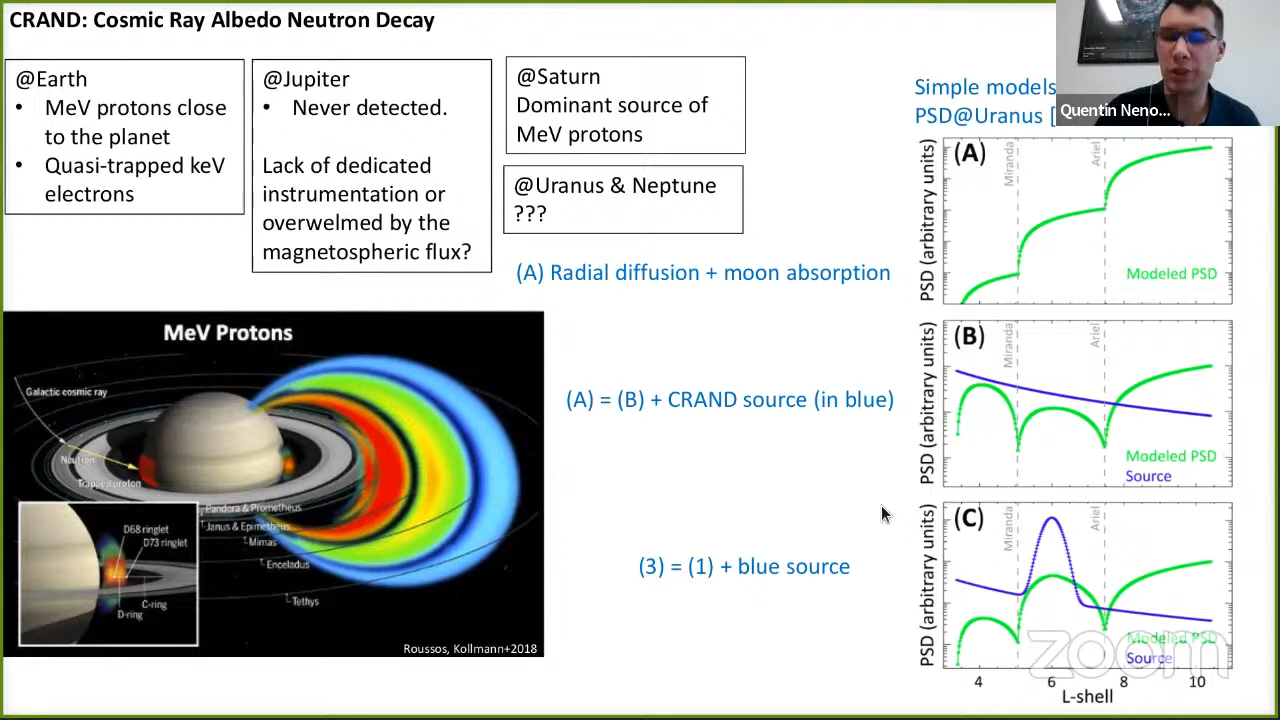 CRAND: Cosmic Ray Albedo Neutron Decay
@Earth
• MeV protons close
to the planet
• Quasi-trapped keV
electrons
@Jupiter
• Never detected.
Lack of dedicated
instrumentation or
overwelmed by the
magnetospheric flux?
@Saturn
Dominant source of
MeV protons
@Uranus & Neptune
???
(A) Radial diffusion + moon absorption
(A) = (B) + CRAND source (in blue)
(3) = (1) + blue source
MeV Protons
Galactic cosmic ray
Neutron
Trapped proton
Pandora & Prometheus
Janus & Epimetheus
Mimas
Enceladus
Tethys
D68 ringlet
D73 ringlet
C-ring
D-ring
Roussos, Kollmann+2018
Simple models
PSD@Uranus [
Quentin Neno...
(A)
Miranda
Ariel
PSD (arbitrary units)
Modeled PSD
(B)
Miranda
Ariel
PSD (arbitrary units)
Modeled PSD
Source
(C)
Miranda
Ariel
PSD (arbitrary units)
Modeled PSD
Source
zoom
4 6 8 10
L-shell